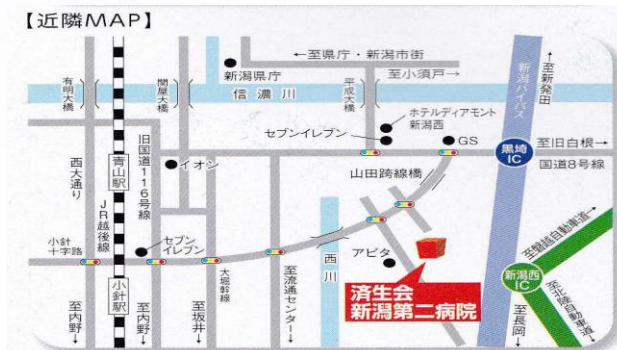 【近隣MAP】
←至県庁・新潟市街
新潟県庁
至小須戸→
至新発田→
有明大橋
関屋大橋
平成大橋
新潟バイパス
信濃川
ホテルディアモント
新潟西
セブンイレブン
GS
黒埼
IC
至旧白根→
国道8号線
西大通り
青山駅
旧国道116号線
イオン
山田跨線橋
JR越後線
小針
十字路
セブン
イレブン
西川
アピタ
至磐越自動車道→
小針駅
大堀幹線
済生会
新潟第二病院
新潟西
IC
至内野→
至内野→
至坂井→
至流通センター→
至長岡→
至北陸自動車道→